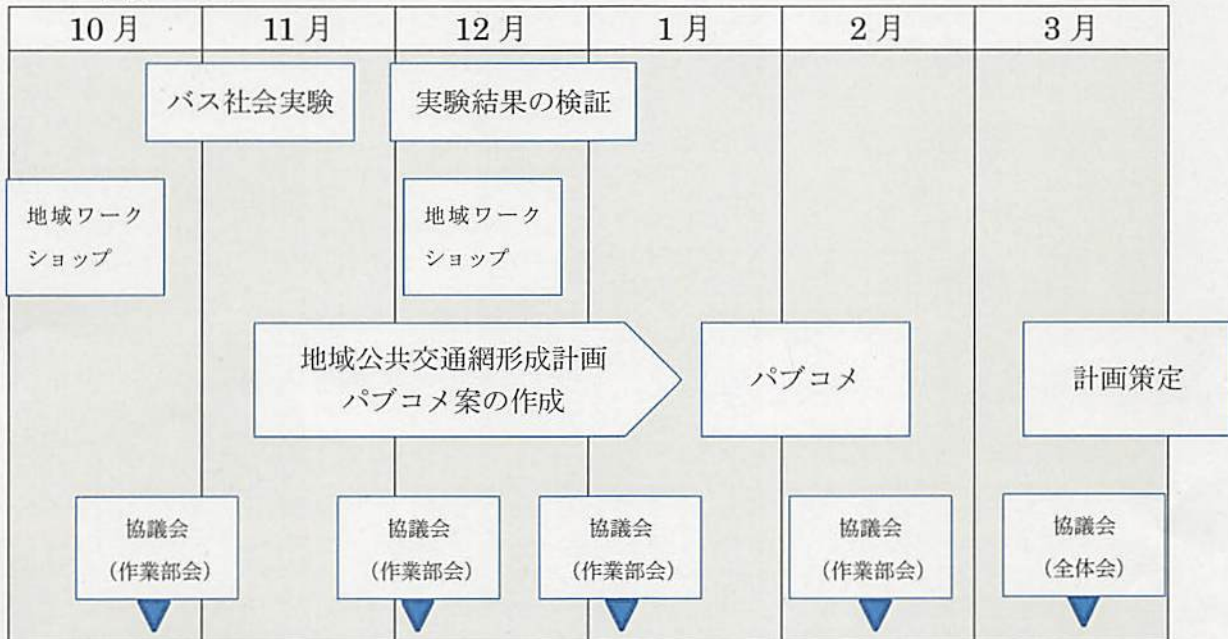 10月 11月 12月 1月 2月 3月
バス社会実験
実験結果の検証
地域ワーク
ショップ
地域ワーク
ショップ
地域公共交通網形成計画
パブコメ案の作成
パブコメ
計画策定
協議会
(作業部会)
協議会
(作業部会)
協議会
(作業部会)
協議会
(作業部会)
協議会
(全体会)